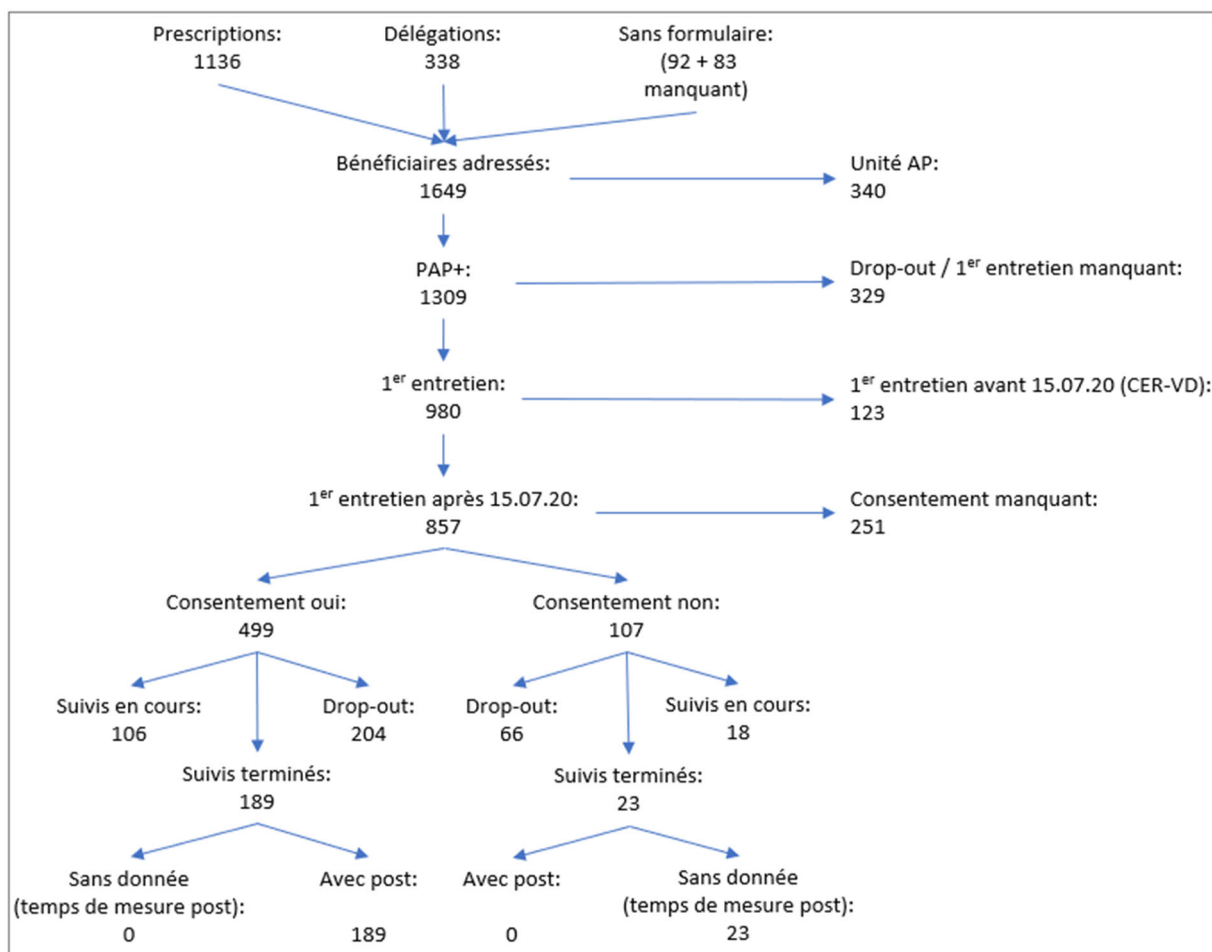 Prescriptions:
1136
Délégations:
338
Sans formulaire:
(92 + 83
manquant)
Bénéficiaires adressés:
1649
Unité AP:
340
PAP+:
1309
Drop-out / 1er entretien manquant:
329
1er entretien:
980
1er entretien avant 15.07.20 (CER-VD):
123
1er entretien après 15.07.20:
857
Consentement manquant:
251
Consentement oui:
499
Consentement non:
107
Suivis en cours:
106
Drop-out:
204
Drop-out:
66
Suivis en cours:
18
Suivis terminés:
189
Suivis terminés:
23
Sans donnée
(temps de mesure post):
0
Avec post:
189
Avec post:
0
Sans donnée
(temps de mesure post):
23